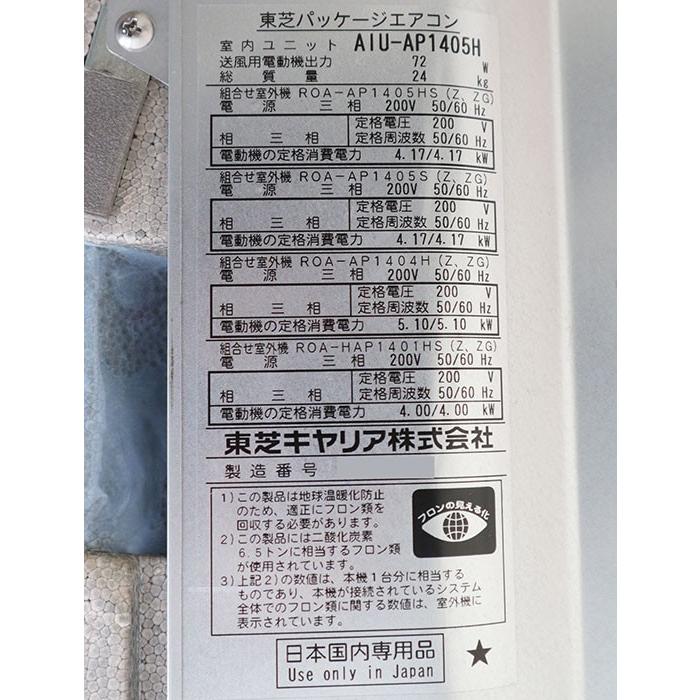 東芝パッケージエアコン
室内ユニット AIU-AP1405H
送風用電動機出力 72 W
総質量 24 kg
組合せ室外機 ROA-AP1405HS (Z、ZG)
電源 三相 200V 50/60 Hz
相 三相 定格電圧 200 V
定格周波数 50/60 Hz
電動機の定格消費電力 4.17/4.17 kW
組合せ室外機 ROA-AP1405S (Z、ZG)
電源 三相 200V 50/60 Hz
相 三相 定格電圧 200 V
定格周波数 50/60 Hz
電動機の定格消費電力 4.17/4.17 kW
組合せ室外機 ROA-AP1404H (Z、ZG)
電源 三相 200V 50/60 Hz
相 三相 定格電圧 200 V
定格周波数 50/60 Hz
電動機の定格消費電力 5.10/5.10 kW
組合せ室外機 ROA-HAP1401HS (Z、ZG)
電源 三相 200V 50/60 Hz
相 三相 定格電圧 200 V
定格周波数 50/60 Hz
電動機の定格消費電力 4.00/4.00 kW
東芝キヤリア株式会社
製造番号
1) この製品は地球温暖化防止
のため、適正にフロン類を
回収する必要があります。
2) この製品には二酸化炭素
6.5トンに相当するフロン類
が使用されています。
3) 上記2) の数値は、本機1台分に相当する
ものであり、本機が接続されているシステム
全体でのフロン類に関する数値は、室外機に
表示されています。
フロンの見える化
日本国内専用品
Use only in Japan
★